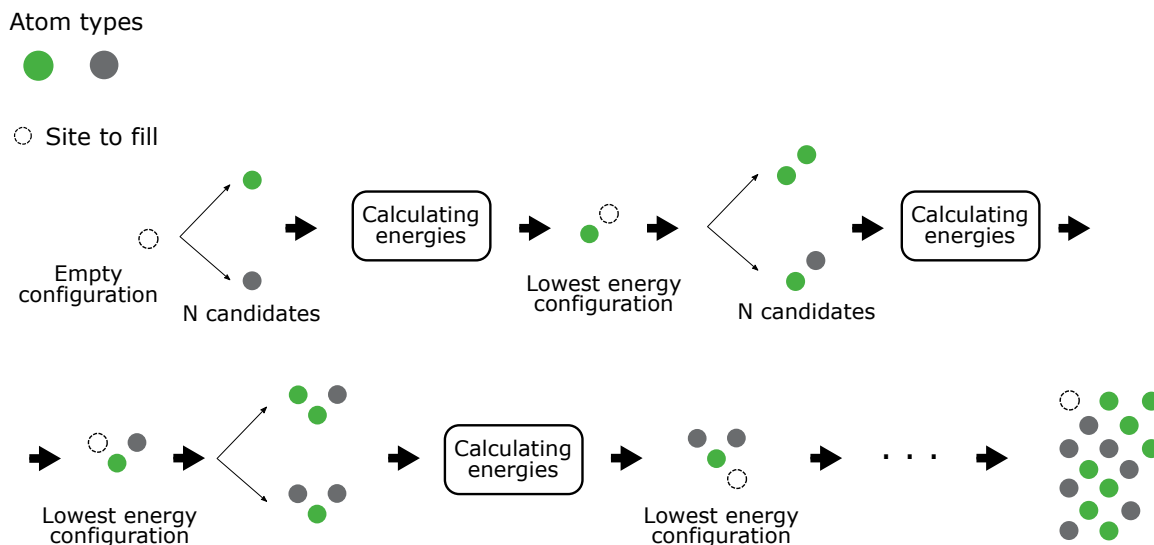 Atom types
Site to fill
Empty
configuration
N candidates
Calculating
energies
Lowest energy
configuration
N candidates
Calculating
energies
Lowest energy
configuration
Calculating
energies
Lowest energy
configuration
. . .